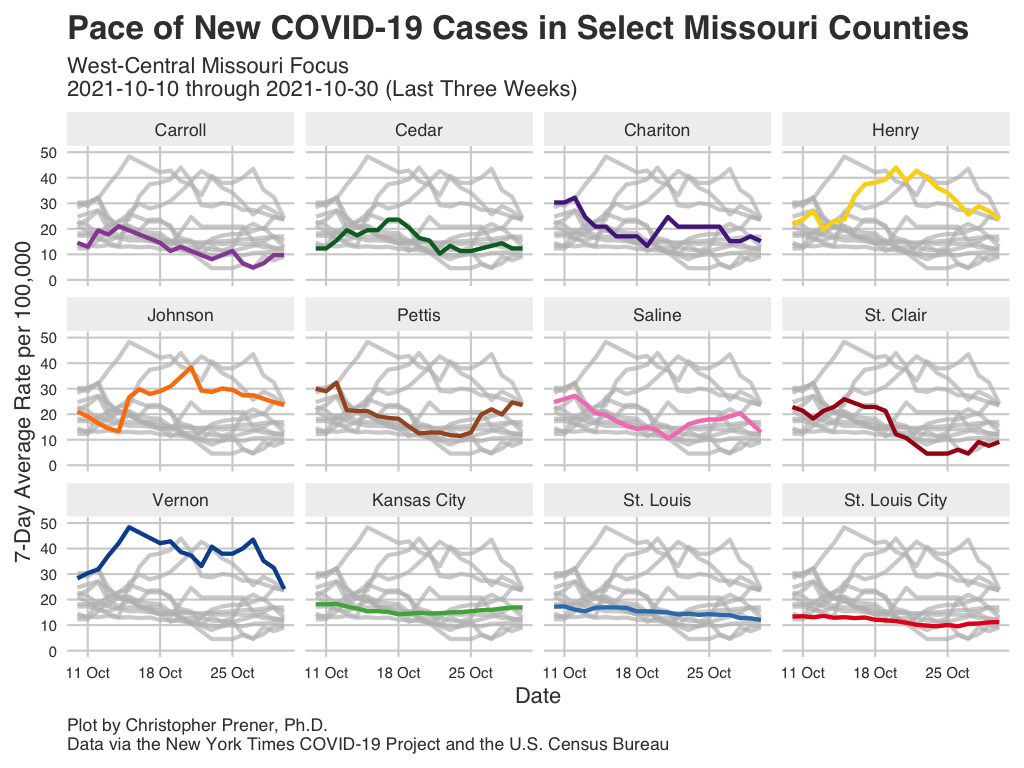 Pace of New COVID-19 Cases in Select Missouri Counties
West-Central Missouri Focus
2021-10-10 through 2021-10-30 (Last Three Weeks)
7-Day Average Rate per 100,000
Carroll Cedar Chariton Henry
50
40
30
20
10
0
Johnson Pettis Saline St. Clair
50
40
30
20
10
0
Vernon Kansas City St. Louis St. Louis City
50
40
30
20
10
0
11 Oct 18 Oct 25 Oct 11 Oct 18 Oct 25 Oct 11 Oct 18 Oct 25 Oct 11 Oct 18 Oct 25 Oct
Date
Plot by Christopher Prener, Ph.D.
Data via the New York Times COVID-19 Project and the U.S. Census Bureau